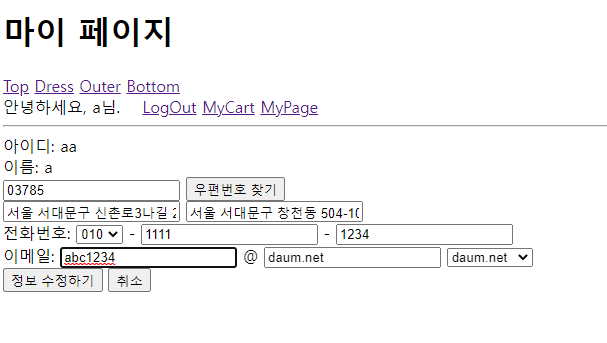 마이 페이지
Top Dress Outer Bottom
안녕하세요, a님. LogOut MyCart MyPage
아이디: aa
이름: a
03785 우편번호 찾기
서울 서대문구 신촌로3나길 서울 서대문구 창천동
전화번호: 010 - 1111 - 1234
이메일: abc1234 @ daum.net daum.net
정보 수정하기 취소